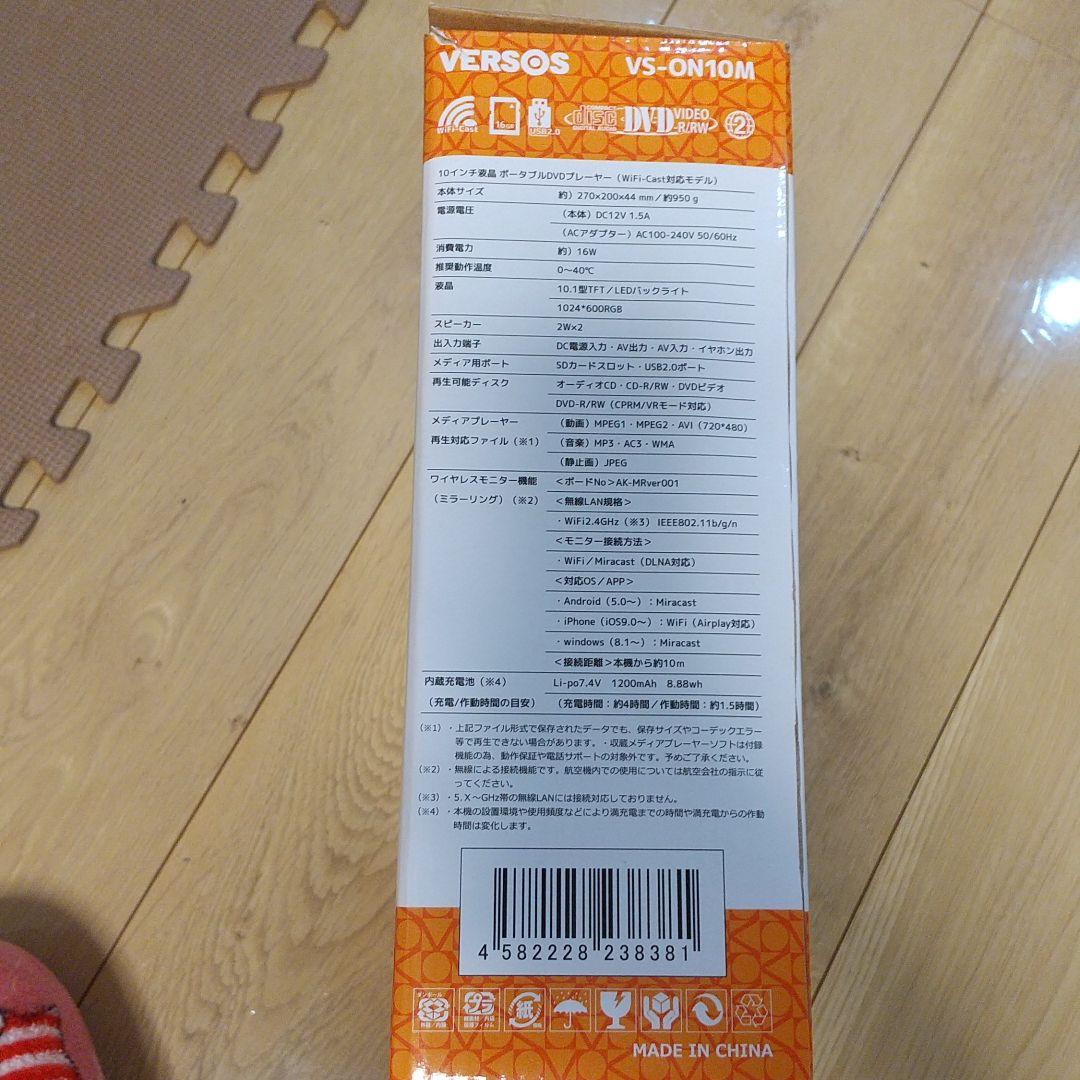 VERSOS VS-ON10M
WiFi-Cast 16GB USB2.0 COMPACT disc DIGITAL AUDIO DVD VIDEO -R/RW 2
10インチ液晶 ポータブルDVDプレーヤー（WiFi-Cast対応モデル）
本体サイズ 約）270×200×44 mm／約950ｇ
電源電圧 （本体）DC12V 1.5A
（ACアダプター）AC100-240V 50/60Hz
消費電力 約）16W
推奨動作温度 0〜40℃
液晶 10.1型TFT／LEDバックライト
1024*600RGB
スピーカー 2W×2
出入力端子 DC電源入力・AV出力・AV入力・イヤホン出力
メディア用ポート SDカードスロット・USB2.0ポート
再生可能ディスク オーディオCD・CD-R/RW・DVDビデオ
DVD-R/RW（CPRM/VRモード対応）
メディアプレーヤー （動画）MPEG1・MPEG2・AVI（720*480）
再生対応ファイル（※1） （音楽）MP3・AC3・WMA
（静止画）JPEG
ワイヤレスモニター機能 ＜ボードNo＞AK-MRver001
（ミラーリング）（※2） ＜無線LAN規格＞
・WiFi2.4GHz（※3） IEEE802.11b/g/n
＜モニター接続方法＞
・WiFi／Miracast（DLNA対応）
＜対応OS／APP＞
・Android（5.0〜）：Miracast
・iPhone（iOS9.0〜）：WiFi（Airplay対応）
・windows（8.1〜）：Miracast
＜接続距離＞本機から約10ｍ
内蔵充電池（※4） Li-po7.4V 1200mAh 8.88wh
（充電/作動時間の目安） （充電時間：約4時間／作動時間：約1.5時間）
（※1）・上記ファイル形式で保存されたデータでも、保存サイズやコーデックエラー
等で再生できない場合があります。・収蔵メディアプレーヤーソフトは付録
機能の為、動作保証や電話サポートの対象外です。予めご了承ください。
（※2）・無線による接続機能です。航空機内での使用については航空会社の指示に従
ってください。
（※3）・5.X〜GHz帯の無線LANには接続対応しておりません。
（※4）・本機の設置環境や使用頻度などにより満充電までの時間や満充電からの作動
時間は変化します。
4 582228 238381
ダンボール プラ 紙
外箱/内箱
MADE IN CHINA